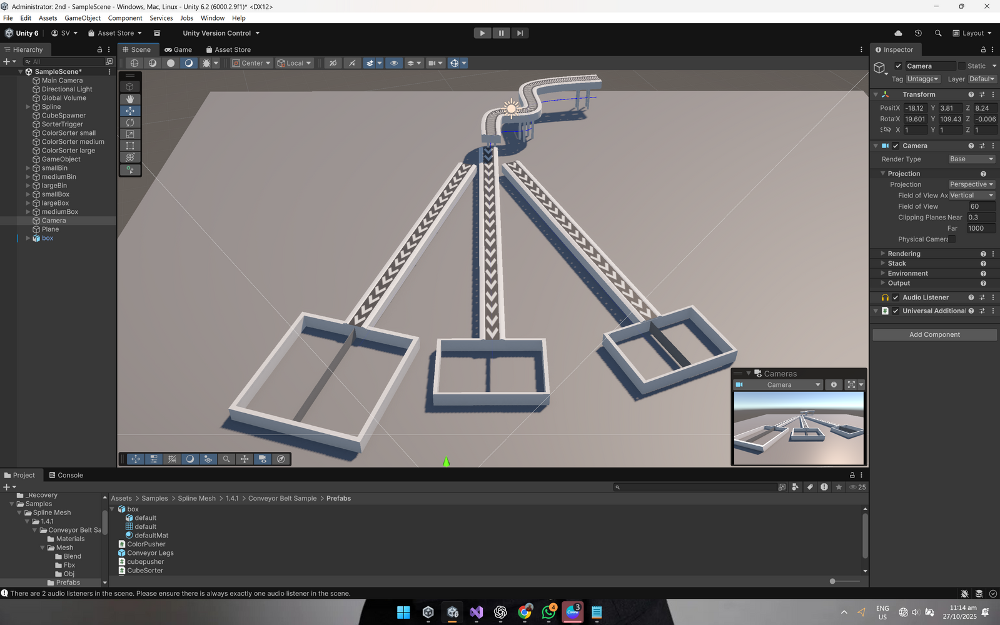 Administrator: 2nd - SampleScene - Windows, Mac, Linux - Unity 6.2 (6000.2.9f1)* <DX12>
File Edit Assets GameObject Component Services Jobs Window Help
Unity 6 SV Asset Store Unity Version Control Layout
Hierarchy
Scene Game Asset Store
Inspector
All
Center Local
SampleScene*
Main Camera
Directional Light
Global Volume
Spline
CubeSpawner
SorterTrigger
ColorSorter small
ColorSorter medium
ColorSorter large
GameObject
smallBin
mediumBin
largeBin
smallBox
largeBox
mediumBox
Camera
Plane
box
Camera Static
Tag Untagge Layer Defaul
Transform
Posit X -18.12 Y 3.81 Z 8.24
Rota X 19.601 Y 109.43 Z -0.006
S X 1 Y 1 Z 1
Camera
Render Type Base
Projection
Projection Perspective
Field of View Ax Vertical
Field of View 60
Clipping Planes Near 0.3
Far 1000
Physical Camera
Rendering
Stack
Environment
Output
Audio Listener
Universal Additiona
Add Component
Cameras
Camera
Project Console
25
_Recovery
Samples
Spline Mesh
1.4.1
Conveyor Belt Sa
Materials
Mesh
Blend
Fbx
Obj
Prefabs
Assets > Samples > Spline Mesh > 1.4.1 > Conveyor Belt Sample > Prefabs
box
default
default
defaultMat
ColorPusher
Conveyor Legs
cubepusher
CubeSorter
There are 2 audio listeners in the scene. Please ensure there is always exactly one audio listener in the scene.
4
Canva
3
ENG
US
11:14 am
27/10/2025